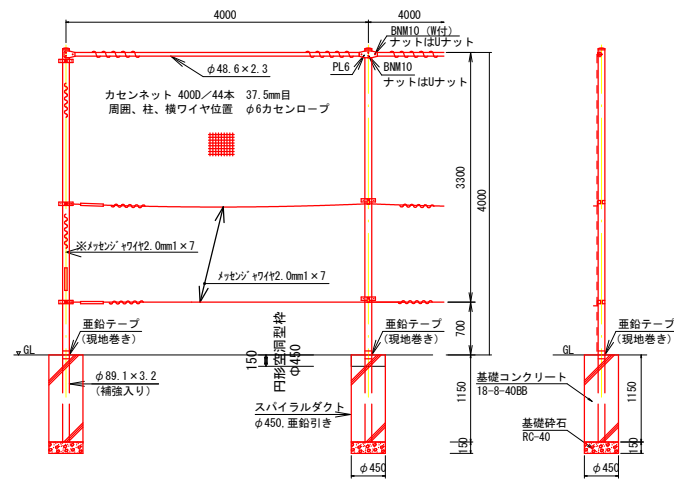 4000
4000
BNM10 (W付)
ナットはUナット
φ48.6×2.3
PL6
BNM10
ナットはUナット
カセンネット 400D/44本 37.5mm目
周囲、柱、横ワイヤ位置 φ6カセンロープ
3300
4000
※メッセンジャワイヤ2.0mm1×7
メッセンジャワイヤ2.0mm1×7
700
亜鉛テープ
(現地巻き)
亜鉛テープ
(現地巻き)
亜鉛テープ
(現地巻き)
GL
GL
150
円形空洞型枠
Φ450
φ89.1×3.2
(補強入り)
スパイラルダクト
φ450,亜鉛引き
基礎コンクリート
18-8-40BB
1150
1150
基礎砕石
RC-40
150
150
φ450
φ450